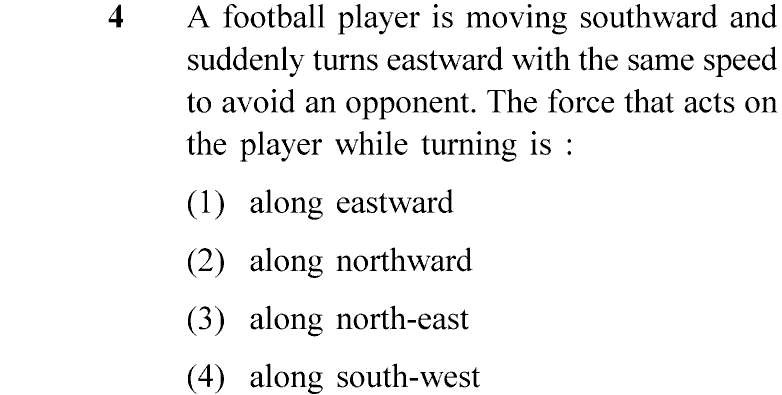 4 A football player is moving southward and
suddenly turns eastward with the same speed
to avoid an opponent. The force that acts on
the player while turning is :
(1) along eastward
(2) along northward
(3) along north-east
(4) along south-west